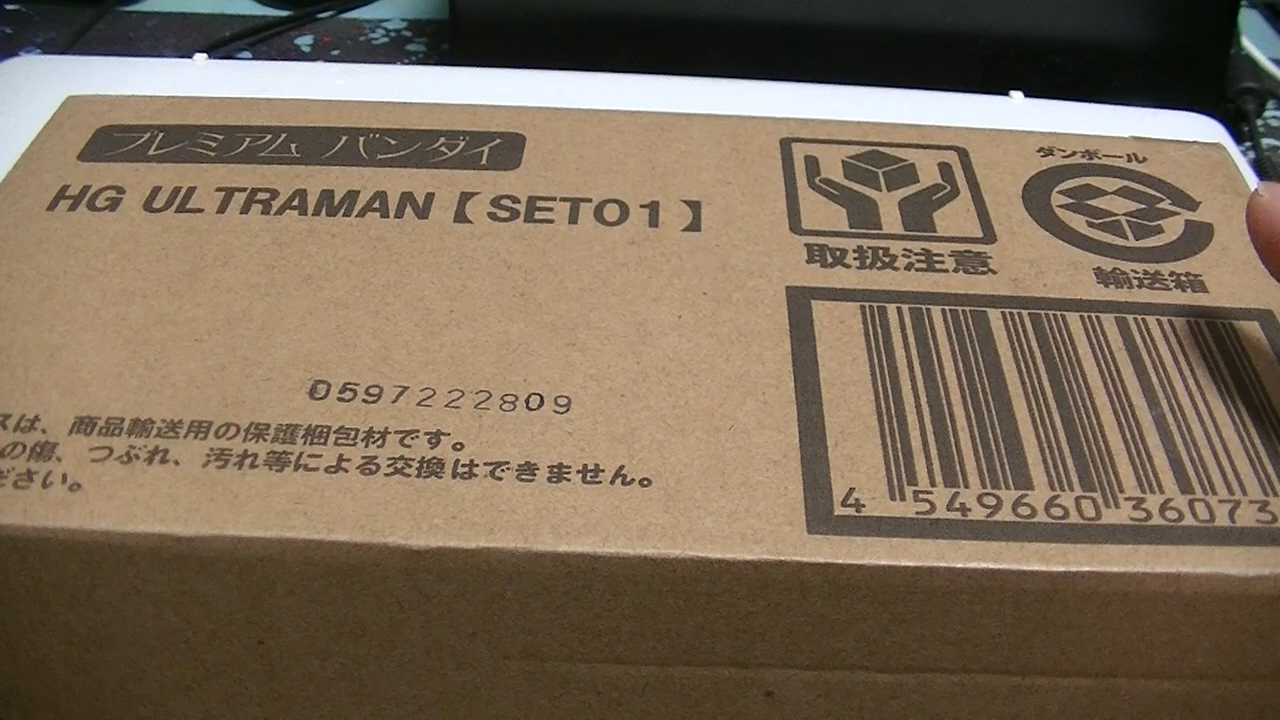 プレミアム バンダイ
HG ULTRAMAN【SET01】
取扱注意
ダンボール
輸送箱
0597222809
スは、商品輸送用の保護梱包材です。
の傷、つぶれ、汚れ等による交換はできません。
ださい。
4 549660 36073